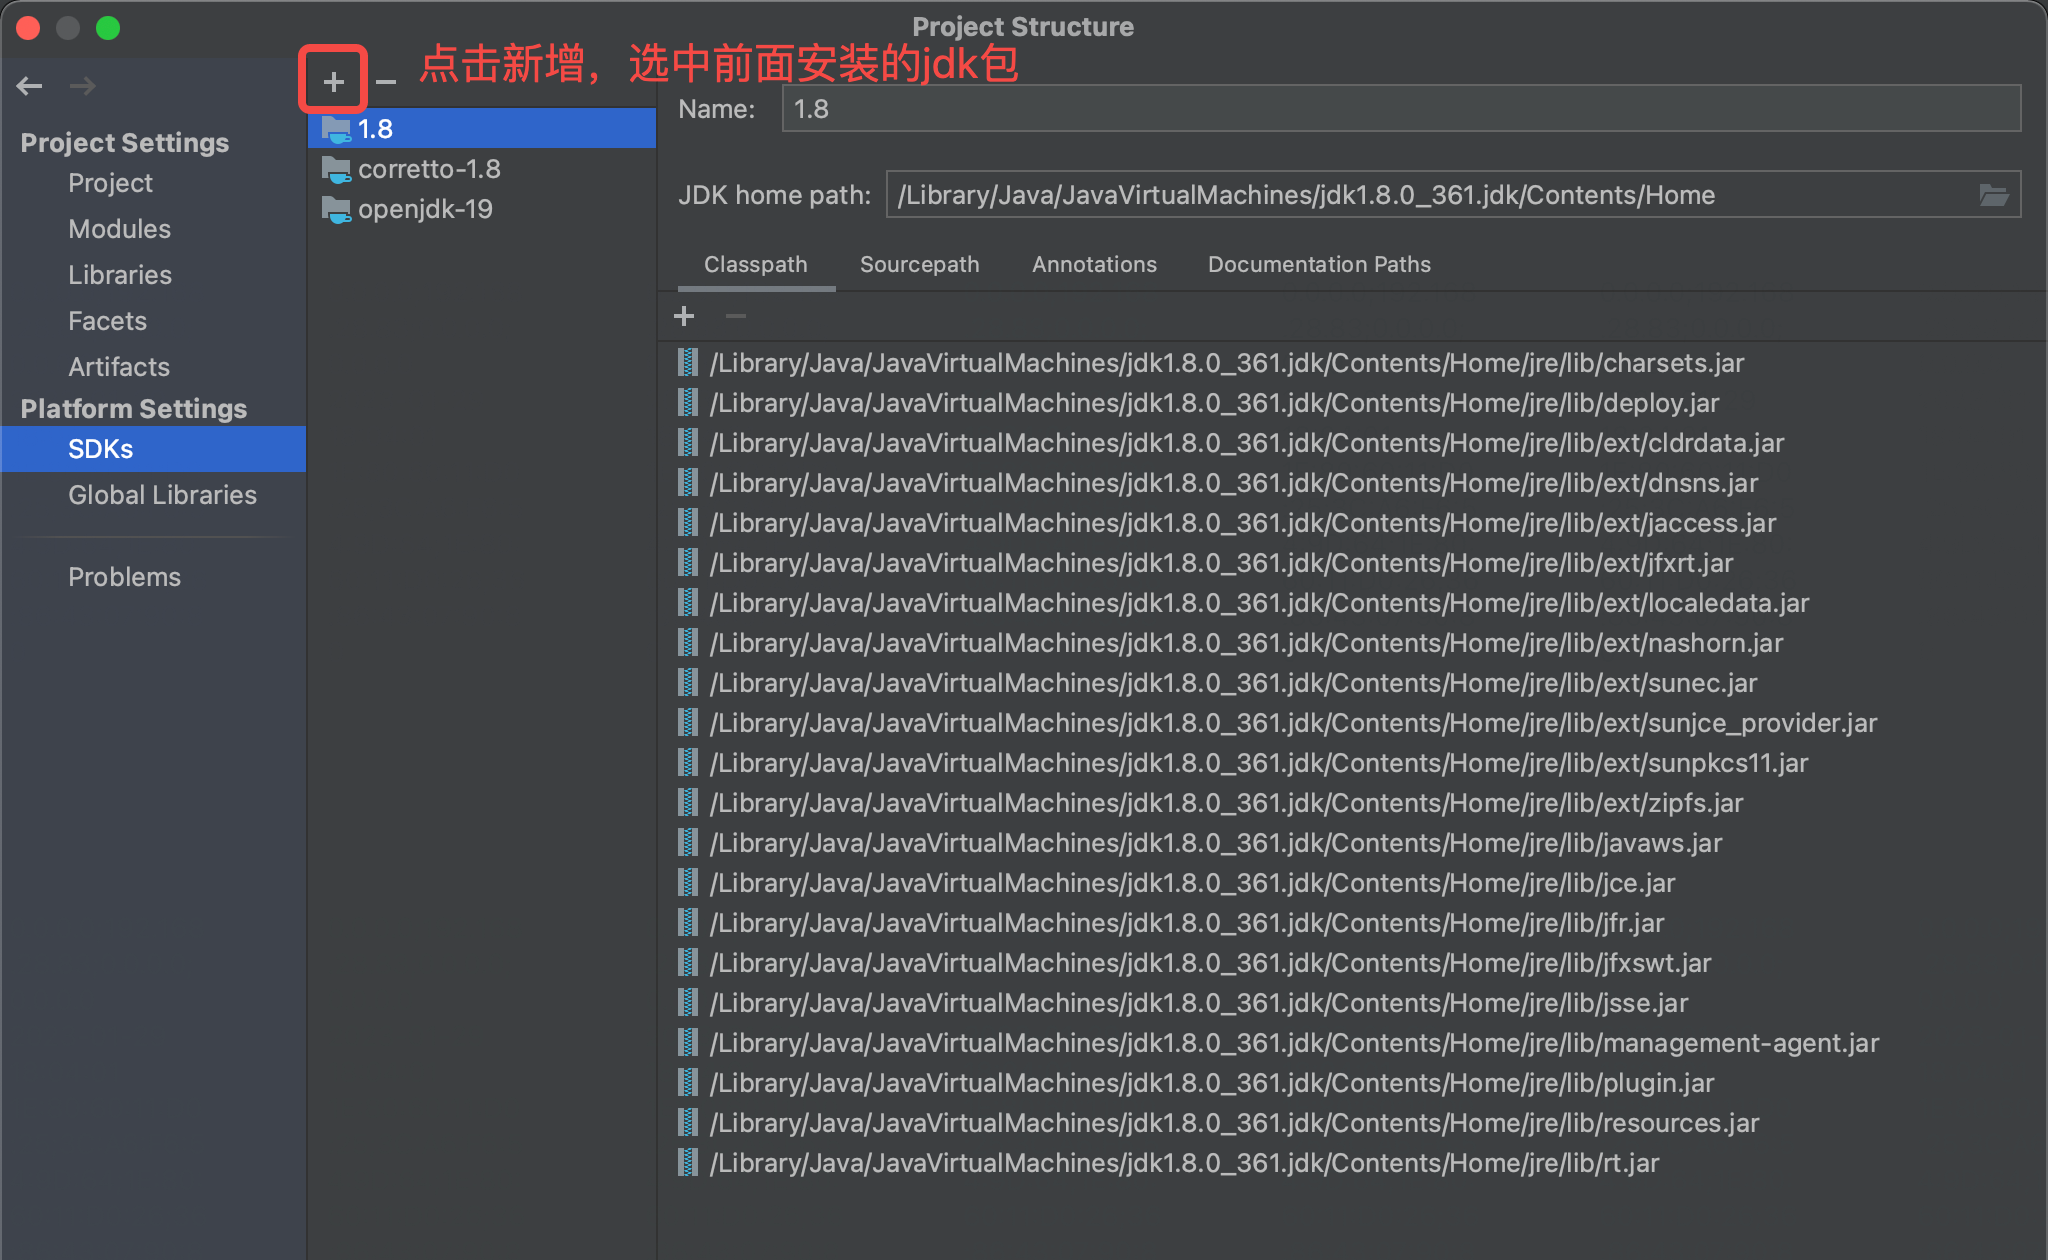 Project Structure
点击新增，选中前面安装的jdk包
Project Settings
Project
Modules
Libraries
Facets
Artifacts
Platform Settings
SDKs
Global Libraries
Problems
1.8
corretto-1.8
openjdk-19
Name: 1.8
JDK home path: /Library/Java/JavaVirtualMachines/jdk1.8.0_361.jdk/Contents/Home
Classpath Sourcepath Annotations Documentation Paths
/Library/Java/JavaVirtualMachines/jdk1.8.0_361.jdk/Contents/Home/jre/lib/charsets.jar
/Library/Java/JavaVirtualMachines/jdk1.8.0_361.jdk/Contents/Home/jre/lib/deploy.jar
/Library/Java/JavaVirtualMachines/jdk1.8.0_361.jdk/Contents/Home/jre/lib/ext/cldrdata.jar
/Library/Java/JavaVirtualMachines/jdk1.8.0_361.jdk/Contents/Home/jre/lib/ext/dnsns.jar
/Library/Java/JavaVirtualMachines/jdk1.8.0_361.jdk/Contents/Home/jre/lib/ext/jaccess.jar
/Library/Java/JavaVirtualMachines/jdk1.8.0_361.jdk/Contents/Home/jre/lib/ext/jfxrt.jar
/Library/Java/JavaVirtualMachines/jdk1.8.0_361.jdk/Contents/Home/jre/lib/ext/localedata.jar
/Library/Java/JavaVirtualMachines/jdk1.8.0_361.jdk/Contents/Home/jre/lib/ext/nashorn.jar
/Library/Java/JavaVirtualMachines/jdk1.8.0_361.jdk/Contents/Home/jre/lib/ext/sunec.jar
/Library/Java/JavaVirtualMachines/jdk1.8.0_361.jdk/Contents/Home/jre/lib/ext/sunjce_provider.jar
/Library/Java/JavaVirtualMachines/jdk1.8.0_361.jdk/Contents/Home/jre/lib/ext/sunpkcs11.jar
/Library/Java/JavaVirtualMachines/jdk1.8.0_361.jdk/Contents/Home/jre/lib/ext/zipfs.jar
/Library/Java/JavaVirtualMachines/jdk1.8.0_361.jdk/Contents/Home/jre/lib/javaws.jar
/Library/Java/JavaVirtualMachines/jdk1.8.0_361.jdk/Contents/Home/jre/lib/jce.jar
/Library/Java/JavaVirtualMachines/jdk1.8.0_361.jdk/Contents/Home/jre/lib/jfr.jar
/Library/Java/JavaVirtualMachines/jdk1.8.0_361.jdk/Contents/Home/jre/lib/jfxswt.jar
/Library/Java/JavaVirtualMachines/jdk1.8.0_361.jdk/Contents/Home/jre/lib/jsse.jar
/Library/Java/JavaVirtualMachines/jdk1.8.0_361.jdk/Contents/Home/jre/lib/management-agent.jar
/Library/Java/JavaVirtualMachines/jdk1.8.0_361.jdk/Contents/Home/jre/lib/plugin.jar
/Library/Java/JavaVirtualMachines/jdk1.8.0_361.jdk/Contents/Home/jre/lib/resources.jar
/Library/Java/JavaVirtualMachines/jdk1.8.0_361.jdk/Contents/Home/jre/lib/rt.jar